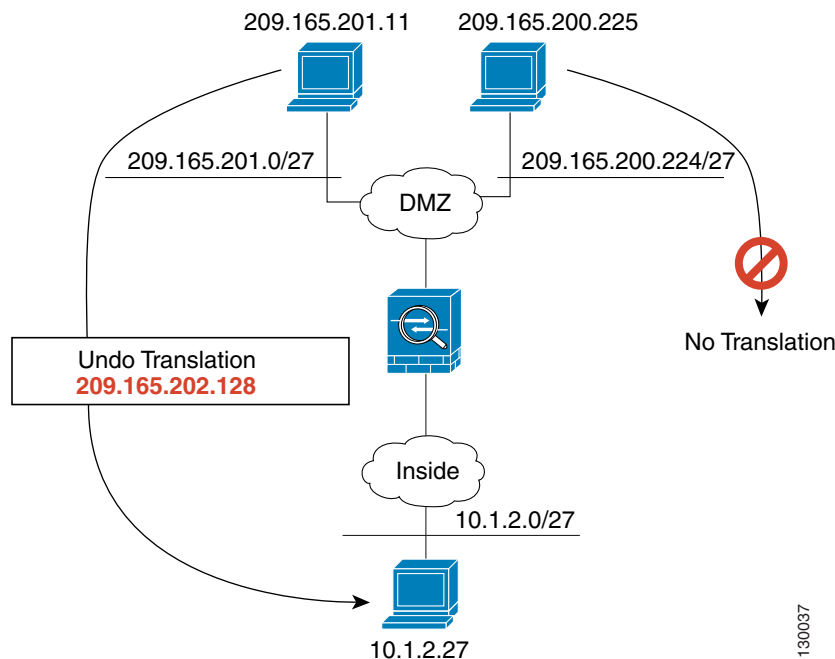 209.165.201.11
209.165.200.225
209.165.201.0/27
209.165.200.224/27
DMZ
No Translation
Undo Translation
209.165.202.128
Inside
10.1.2.0/27
10.1.2.27
130037